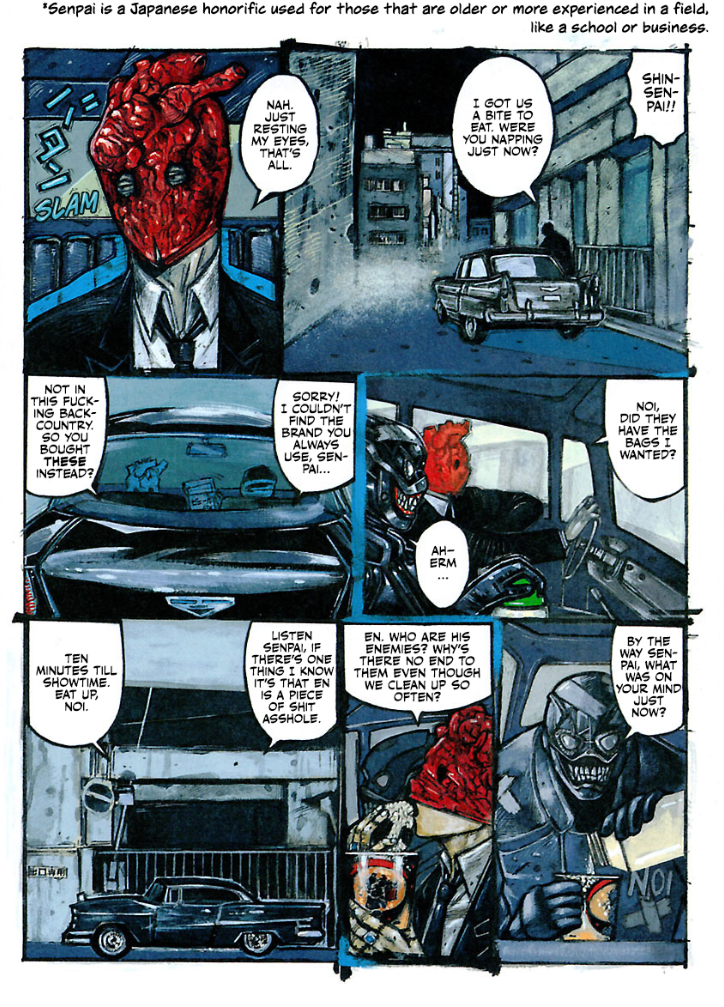 *Senpai is a Japanese honorific used for those that are older or more experienced in a field,
like a school or business.
SHIN-
SEN-
PAI!!
I GOT US
A BITE TO
EAT. WERE
YOU NAPPING
JUST NOW?
NAH.
JUST
RESTING
MY EYES,
THAT'S
ALL.
バタン
SLAM
NOI,
DID THEY
HAVE THE
BAGS I
WANTED?
AH-
ERM
...
SORRY!
I COULDN'T
FIND THE
BRAND YOU
ALWAYS
USE, SEN-
PAI...
NOT IN
THIS FUCK-
ING BACK-
COUNTRY.
SO YOU
BOUGHT
THESE
INSTEAD?
BY THE
WAY SEN-
PAI, WHAT
WAS ON
YOUR MIND
JUST
NOW?
NOI
EN. WHO ARE HIS
ENEMIES? WHY'S
THERE NO END TO
THEM EVEN THOUGH
WE CLEAN UP SO
OFTEN?
LISTEN
SENPAI, IF
THERE'S ONE
THING I KNOW
IT'S THAT EN
IS A PIECE
OF SHIT
ASSHOLE.
TEN
MINUTES TILL
SHOWTIME.
EAT UP,
NOI.